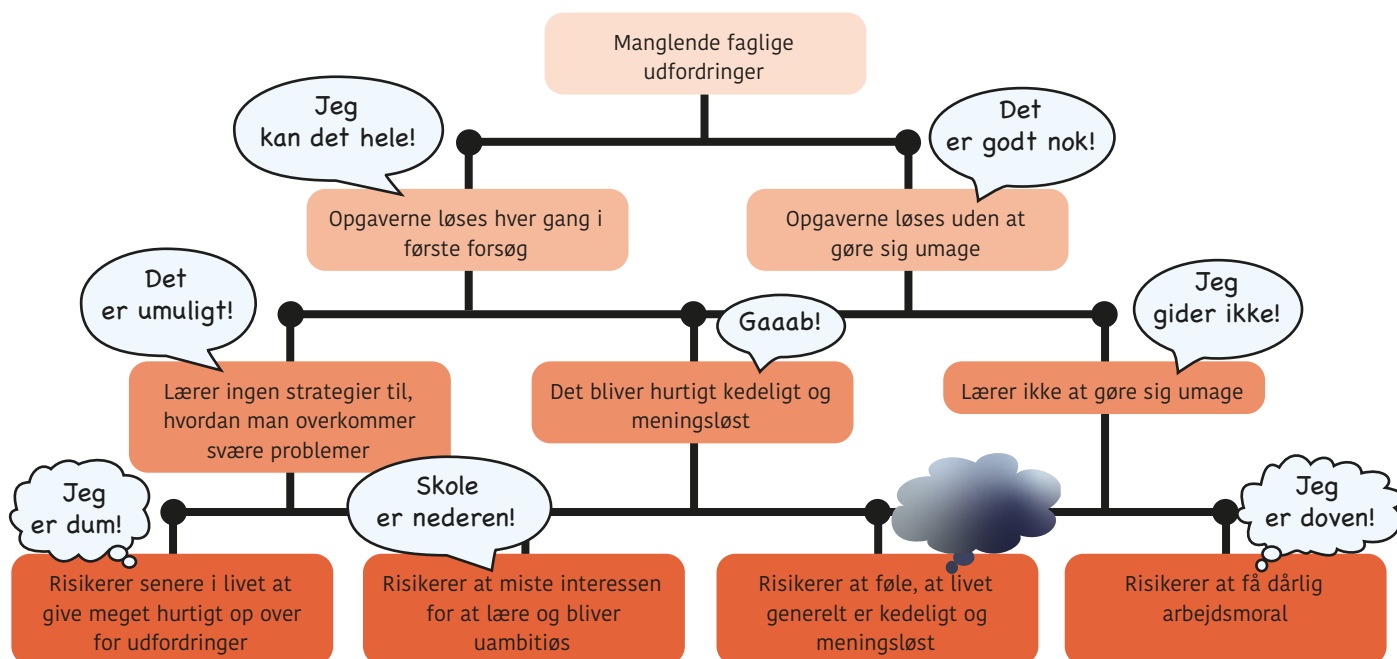 Manglende faglige
udfordringer
Jeg
kan det hele!
Det
er godt nok!
Opgaverne løses hver gang i
første forsøg
Opgaverne løses uden at
gøre sig umage
Det
er umuligt!
Gaaab!
Jeg
gider ikke!
Lærer ingen strategier til,
hvordan man overkommer
svære problemer
Det bliver hurtigt kedeligt og
meningsløst
Lærer ikke at gøre sig umage
Jeg
er dum!
Skole
er nederen!
Jeg
er doven!
Risikerer senere i livet at
give meget hurtigt op over
for udfordringer
Risikerer at miste interessen
for at lære og bliver
uambitiøs
Risikerer at føle, at livet
generelt er kedeligt og
meningsløst
Risikerer at få dårlig
arbejdsmoral